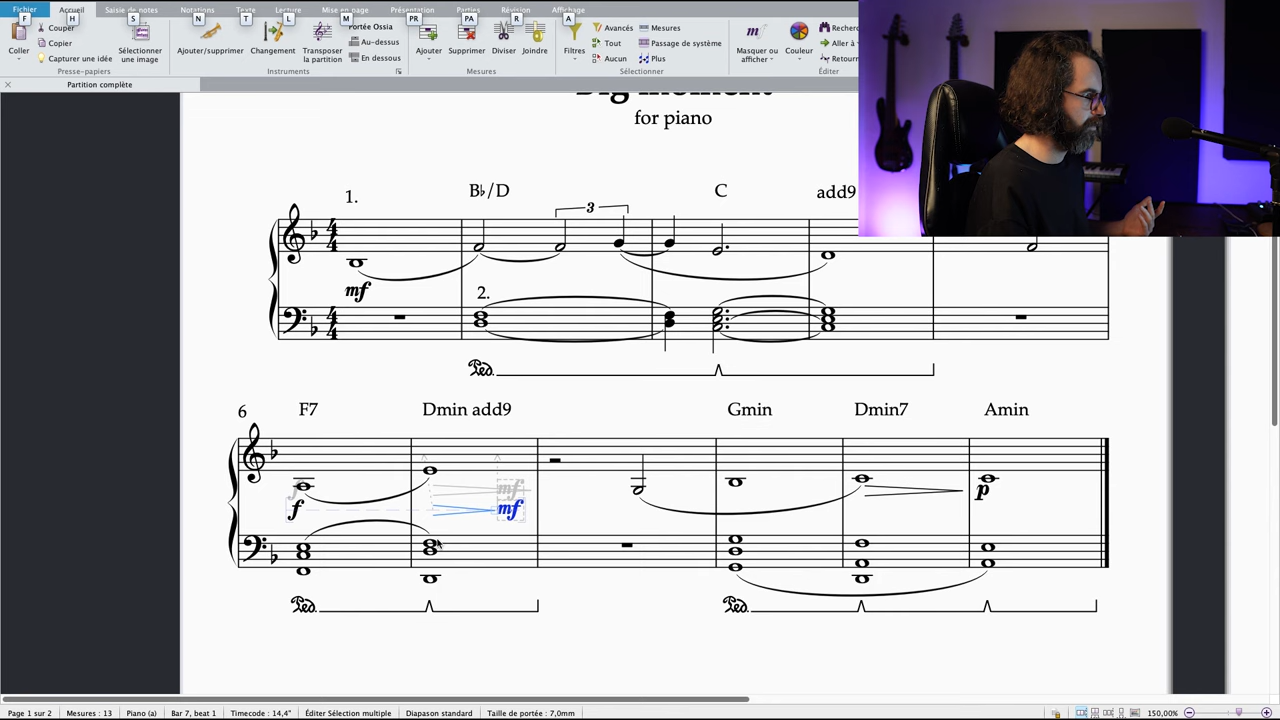 Fichier Accueil Saisie de notes Notations Texte Lecture Mise en page Présentation Parties Révision Affichage
F H S N T L M PR PA R A
Coller
Couper
Copier
Capturer une idée
Sélectionner
une image
Presse-papiers
Ajouter/supprimer
Changement
Transposer
la partition
Portée Ossia
Au-dessus
En dessous
Instruments
Ajouter
Supprimer
Diviser
Joindre
Mesures
Filtres
Avancés
Tout
Aucun
Mesures
Passage de système
Plus
Sélectionner
Masquer ou
afficher
Couleur
Aller à
Éditer
Partition complète
for piano
1. B♭/D 3 C add9
mf
2.
Ped.
6 F7 Dmin add9 Gmin Dmin7 Amin
f mf p
Ped. Ped.
Page 1 sur 2 Mesures : 13 Piano (a) Bar 7, beat 1 Timecode : 14,4" Éditer Sélection multiple Diapason standard Taille de portée : 7,0mm 150,00%